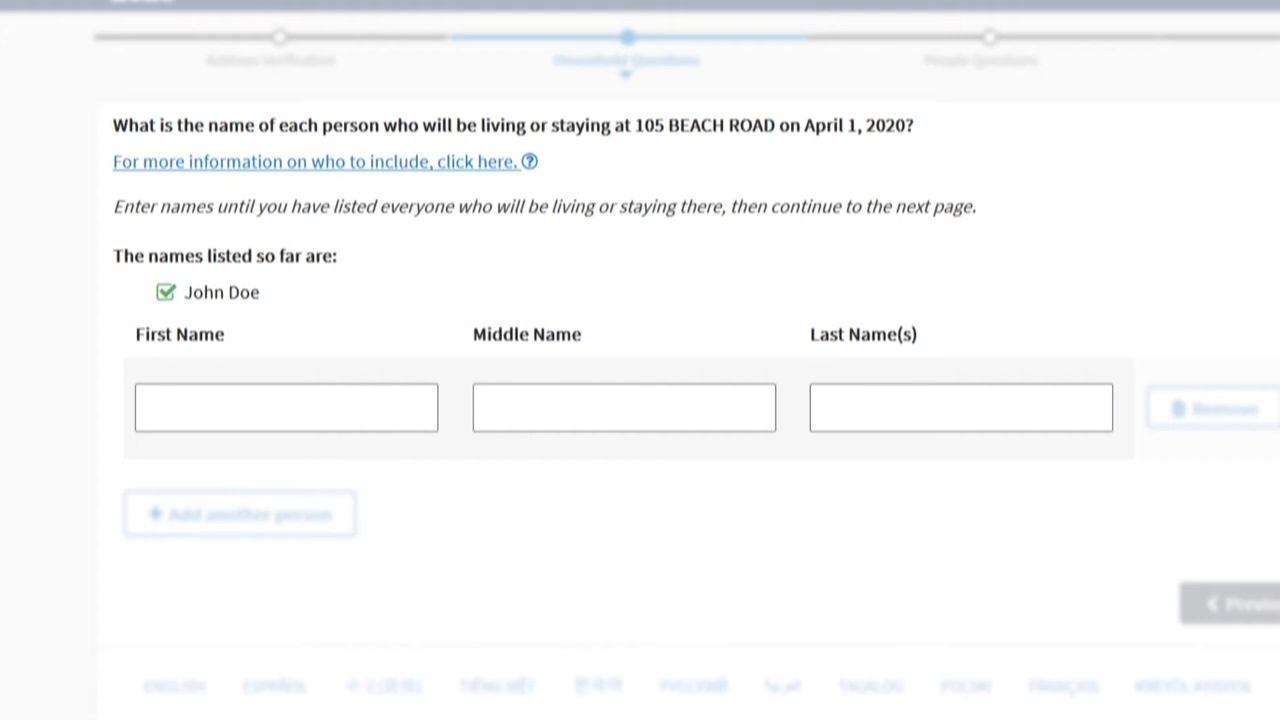 Address Verification Household Questions People Questions
What is the name of each person who will be living or staying at 105 BEACH ROAD on April 1, 2020?
For more information on who to include, click here.
Enter names until you have listed everyone who will be living or staying there, then continue to the next page.
The names listed so far are:
John Doe
First Name Middle Name Last Name(s)
Remove
+ Add another person
ENGLISH ESPAÑOL TIẾNG VIỆT 한국어 РУССКИЙ العربية TAGALOG POLSKI FRANÇAIS KREYÒL AYISYEN